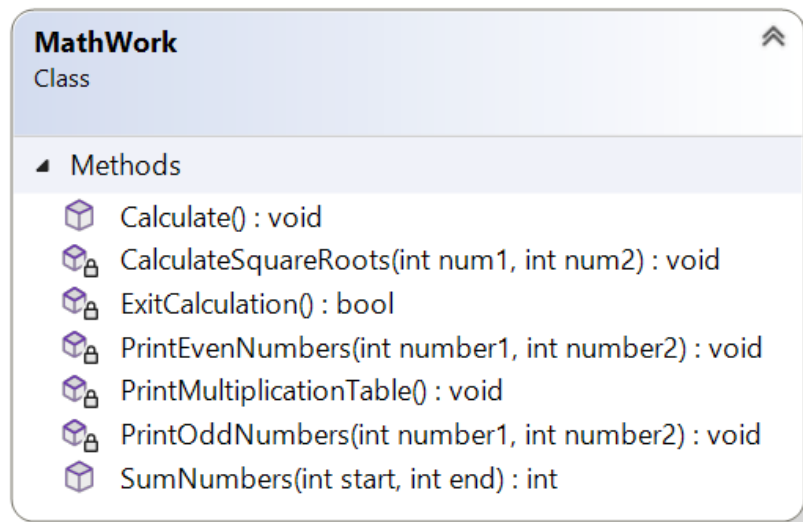 MathWork
Class
Methods
Calculate() : void
CalculateSquareRoots(int num1, int num2) : void
ExitCalculation() : bool
PrintEvenNumbers(int number1, int number2) : void
PrintMultiplicationTable() : void
PrintOddNumbers(int number1, int number2) : void
SumNumbers(int start, int end) : int